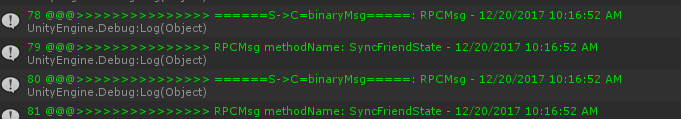 78 @@@>>>>>>>>>>>>>>> ======S->C=binaryMsg=====: RPCMsg - 12/20/2017 10:16:52 AM
UnityEngine.Debug:Log(Object)
79 @@@>>>>>>>>>>>>>>> RPCMsg methodName: SyncFriendState - 12/20/2017 10:16:52 AM
UnityEngine.Debug:Log(Object)
80 @@@>>>>>>>>>>>>>>> ======S->C=binaryMsg=====: RPCMsg - 12/20/2017 10:16:52 AM
UnityEngine.Debug:Log(Object)
81 @@@>>>>>>>>>>>>>>> RPCMsg methodName: SyncFriendState - 12/20/2017 10:16:52 AM